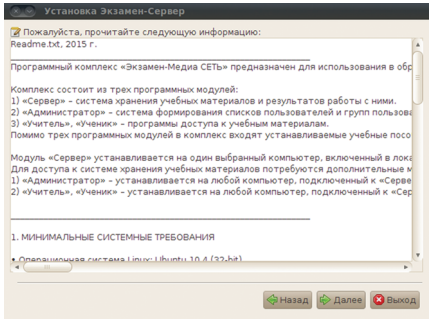 Установка Экзамен-Сервер
Пожалуйста, прочитайте следующую информацию:
Readme.txt, 2015 г.
Программный комплекс «Экзамен-Медиа СЕТЬ» предназначен для использования в обр
Комплекс состоит из трех программных модулей:
1) «Сервер» – система хранения учебных материалов и результатов работы с ними.
2) «Администратор» – система формирования списков пользователей и групп пользова
3) «Учитель», «Ученик» – программы доступа к учебным материалам.
Помимо трех программных модулей в комплекс входят устанавливаемые учебные посо
Модуль «Сервер» устанавливается на один выбранный компьютер, включенный в лока
Для доступа к системе хранения учебных материалов потребуются дополнительные м
1) «Администратор» – устанавливается на любой компьютер, подключенный к «Серве
2) «Учитель», «Ученик» – устанавливается на любой компьютер, подключенный к «Сер
1. МИНИМАЛЬНЫЕ СИСТЕМНЫЕ ТРЕБОВАНИЯ
• Операционная система Linux: Ubuntu 10.4 (32-bit)
Назад Далее Выход